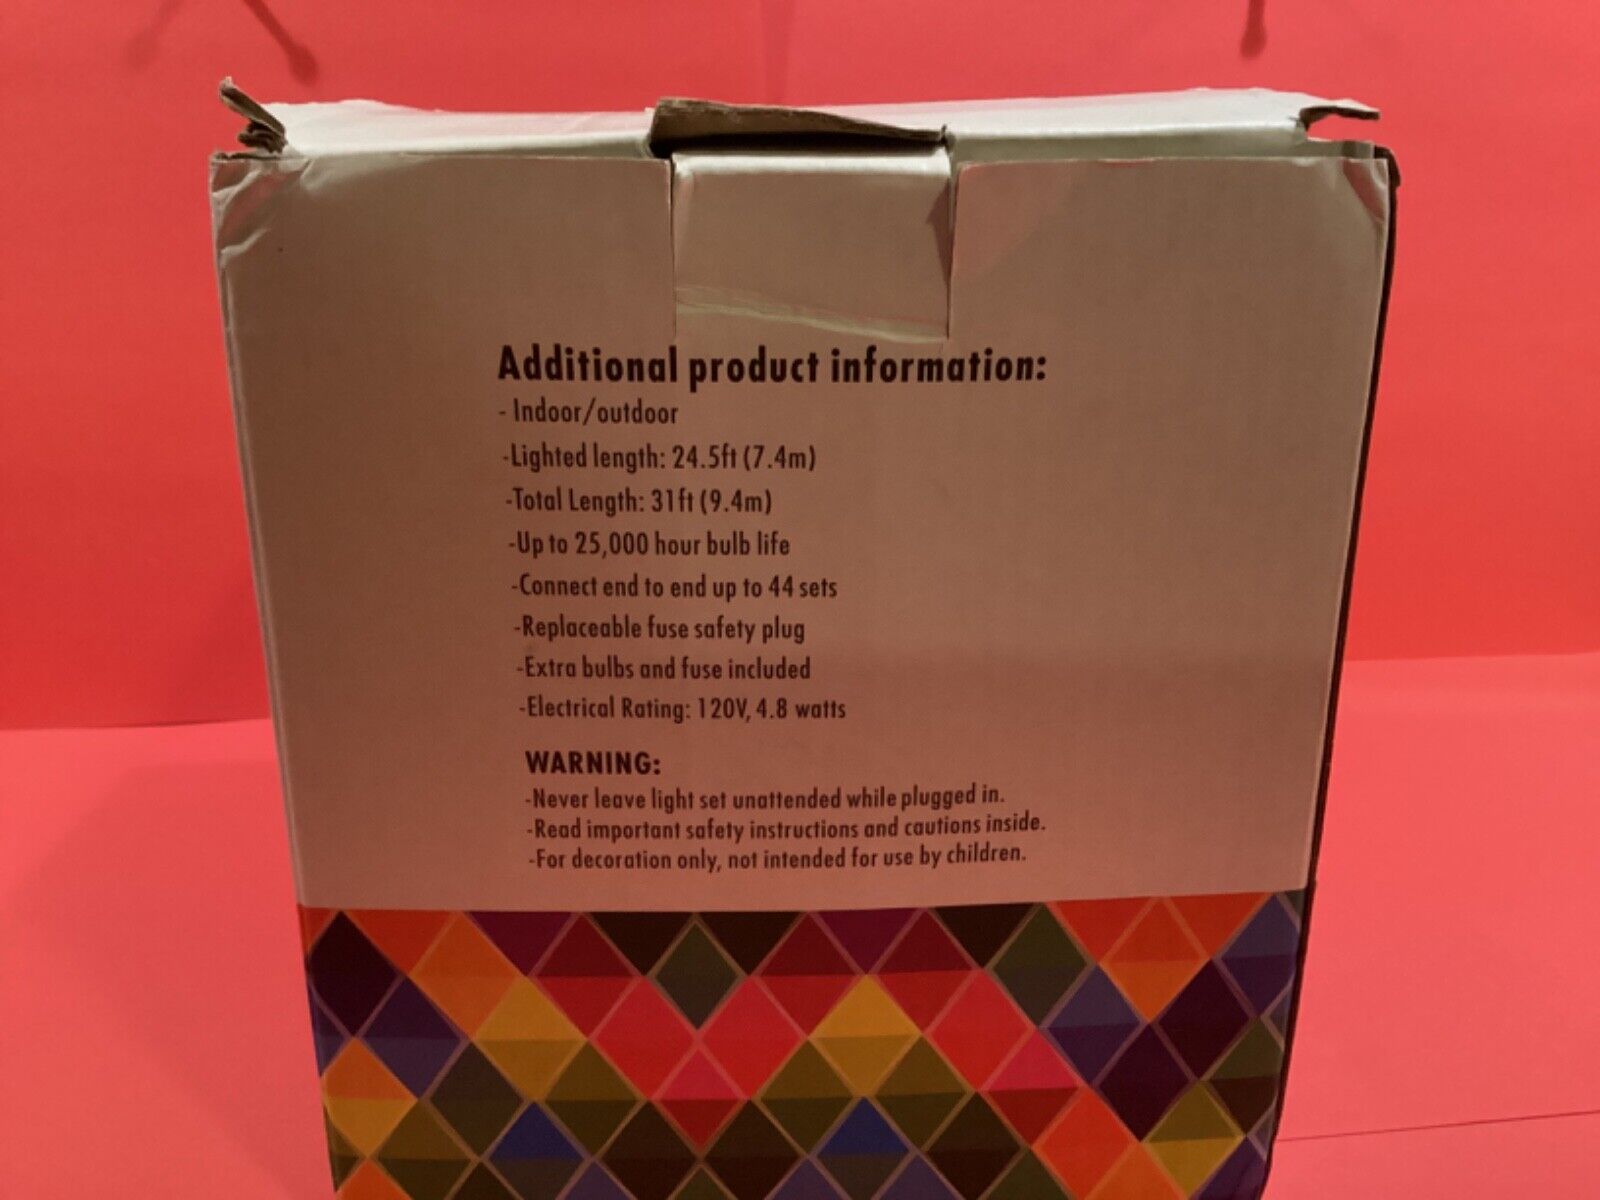 Additional product information:
- Indoor/outdoor
-Lighted length: 24.5ft (7.4m)
-Total Length: 31ft (9.4m)
-Up to 25,000 hour bulb life
-Connect end to end up to 44 sets
-Replaceable fuse safety plug
-Extra bulbs and fuse included
-Electrical Rating: 120V, 4.8 watts
WARNING:
-Never leave light set unattended while plugged in.
-Read important safety instructions and cautions inside.
-For decoration only, not intended for use by children.